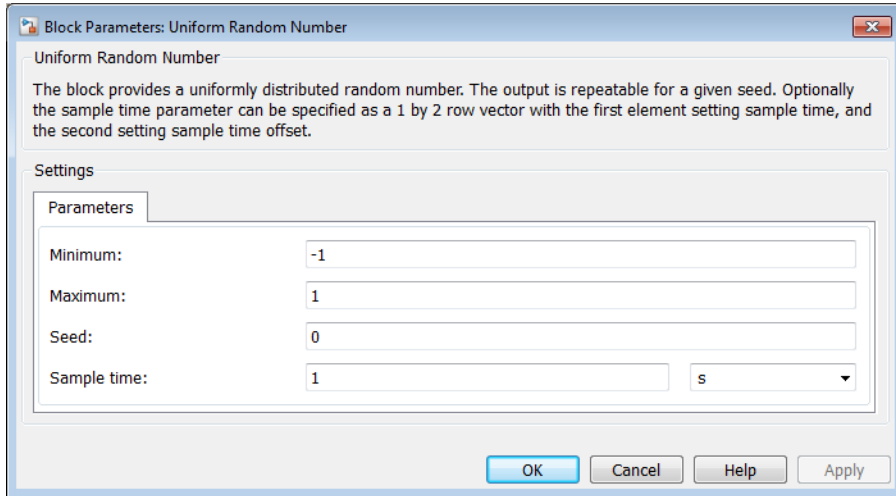 Block Parameters: Uniform Random Number
Uniform Random Number
The block provides a uniformly distributed random number. The output is repeatable for a given seed. Optionally
the sample time parameter can be specified as a 1 by 2 row vector with the first element setting sample time, and
the second setting sample time offset.
Settings
Parameters
Minimum: -1
Maximum: 1
Seed: 0
Sample time: 1 s
OK Cancel Help Apply